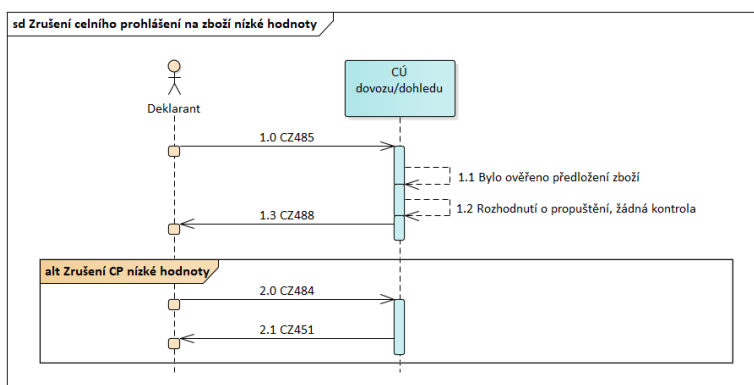 sd Zrušení celního prohlášení na zboží nízké hodnoty
CÚ
dovozu/dohledu
Deklarant
1.0 CZ485
1.1 Bylo ověřeno předložení zboží
1.2 Rozhodnutí o propuštění, žádná kontrola
1.3 CZ488
alt Zrušení CP nízké hodnoty
2.0 CZ484
2.1 CZ451